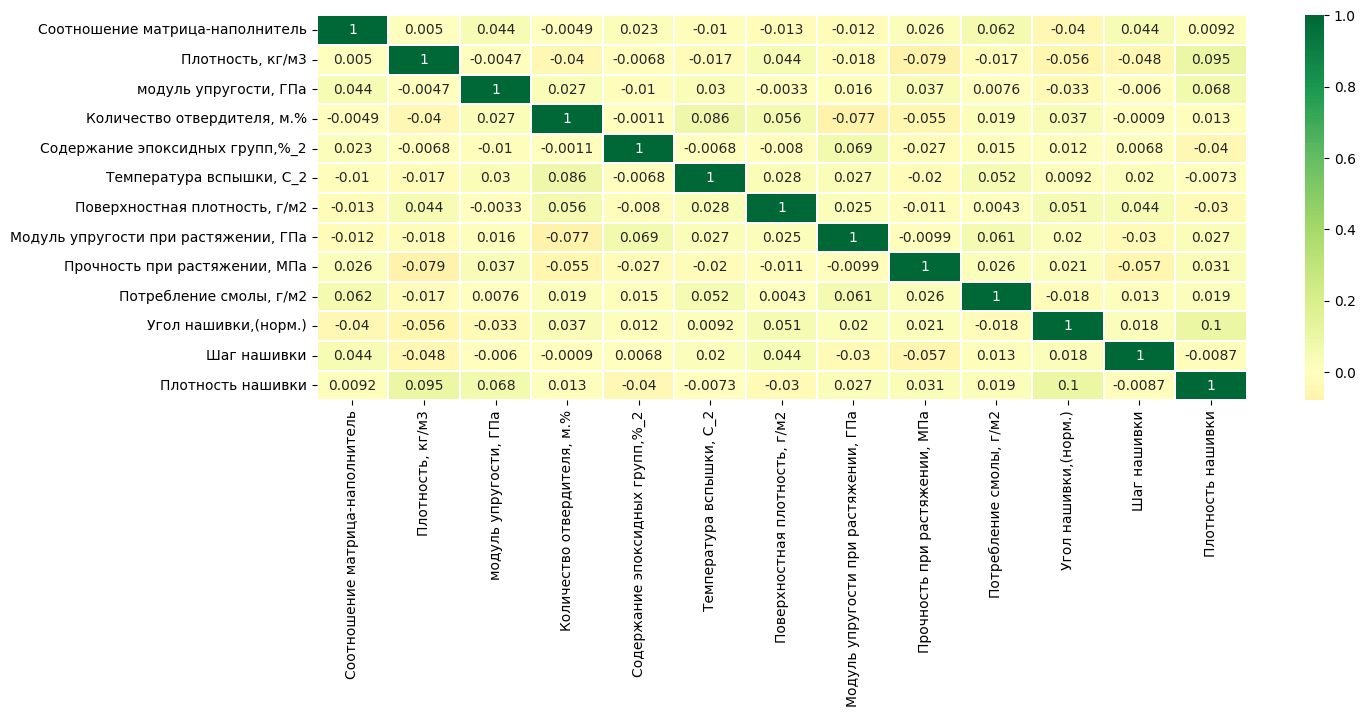 Соотношение матрица-наполнитель 1 0.005 0.044 -0.0049 0.023 -0.01 -0.013 -0.012 0.026 0.062 -0.04 0.044 0.0092
Плотность, кг/м3 0.005 1 -0.0047 -0.04 -0.0068 -0.017 0.044 -0.018 -0.079 -0.017 -0.056 -0.048 0.095
модуль упругости, ГПа 0.044 -0.0047 1 0.027 -0.01 0.03 -0.0033 0.016 0.037 0.0076 -0.033 -0.006 0.068
Количество отвердителя, м.% -0.0049 -0.04 0.027 1 -0.0011 0.086 0.056 -0.077 -0.055 0.019 0.037 -0.0009 0.013
Содержание эпоксидных групп,%_2 0.023 -0.0068 -0.01 -0.0011 1 -0.0068 -0.008 0.069 -0.027 0.015 0.012 0.0068 -0.04
Температура вспышки, С_2 -0.01 -0.017 0.03 0.086 -0.0068 1 0.028 0.027 -0.02 0.052 0.0092 0.02 -0.0073
Поверхностная плотность, г/м2 -0.013 0.044 -0.0033 0.056 -0.008 0.028 1 0.025 -0.011 0.0043 0.051 0.044 -0.03
Модуль упругости при растяжении, ГПа -0.012 -0.018 0.016 -0.077 0.069 0.027 0.025 1 -0.0099 0.061 0.02 -0.03 0.027
Прочность при растяжении, МПа 0.026 -0.079 0.037 -0.055 -0.027 -0.02 -0.011 -0.0099 1 0.026 0.021 -0.057 0.031
Потребление смолы, г/м2 0.062 -0.017 0.0076 0.019 0.015 0.052 0.0043 0.061 0.026 1 -0.018 0.013 0.019
Угол нашивки,(норм.) -0.04 -0.056 -0.033 0.037 0.012 0.0092 0.051 0.02 0.021 -0.018 1 0.018 0.1
Шаг нашивки 0.044 -0.048 -0.006 -0.0009 0.0068 0.02 0.044 -0.03 -0.057 0.013 0.018 1 -0.0087
Плотность нашивки 0.0092 0.095 0.068 0.013 -0.04 -0.0073 -0.03 0.027 0.031 0.019 0.1 -0.0087 1
Соотношение матрица-наполнитель
Плотность, кг/м3
модуль упругости, ГПа
Количество отвердителя, м.%
Содержание эпоксидных групп,%_2
Температура вспышки, С_2
Поверхностная плотность, г/м2
Модуль упругости при растяжении, ГПа
Прочность при растяжении, МПа
Потребление смолы, г/м2
Угол нашивки,(норм.)
Шаг нашивки
Плотность нашивки
1.0
0.8
0.6
0.4
0.2
0.0